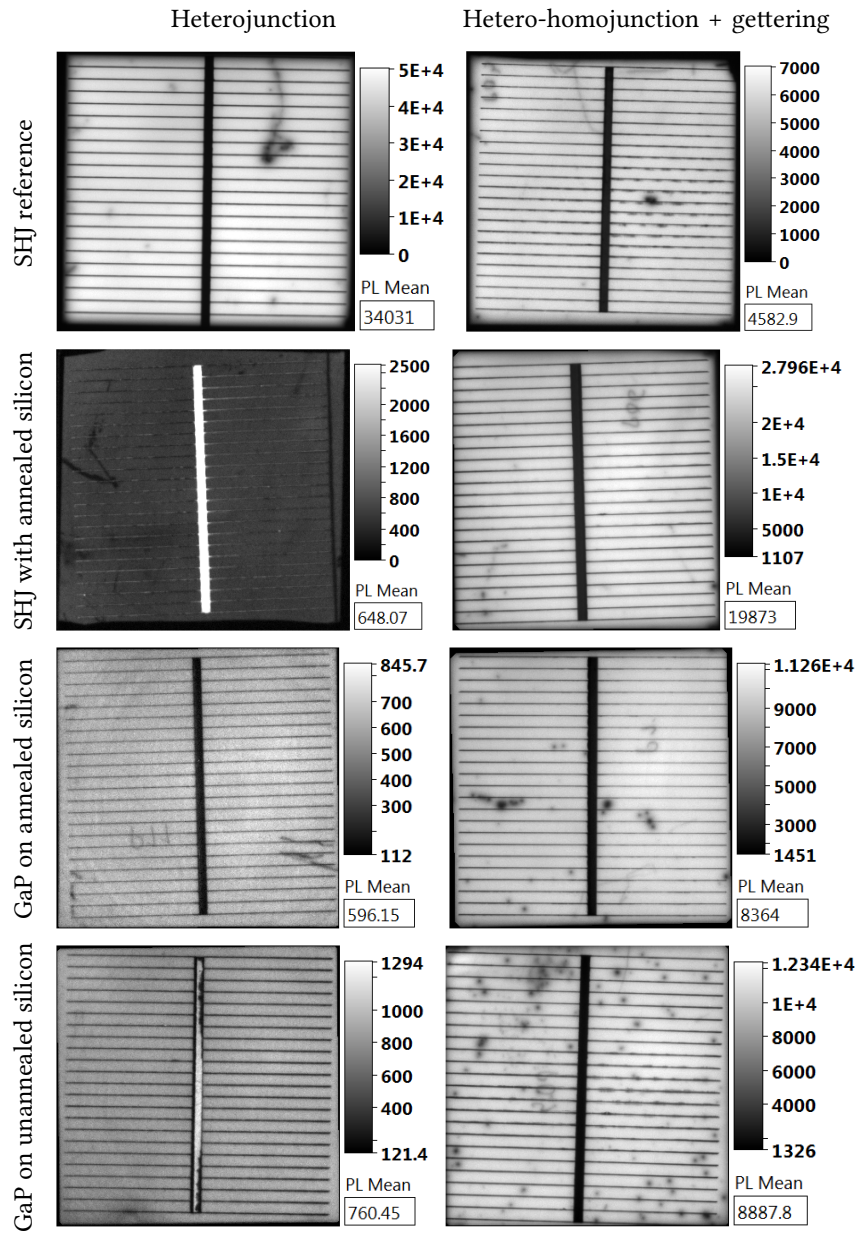 Heterojunction
Hetero-homojunction + gettering
SHJ reference
5E+4
4E+4
3E+4
2E+4
1E+4
0
PL Mean
34031
7000
6000
5000
4000
3000
2000
1000
0
PL Mean
4582.9
SHJ with annealed silicon
2500
2000
1600
1200
800
400
0
PL Mean
648.07
2.796E+4
2E+4
1.5E+4
1E+4
5000
1107
PL Mean
19873
GaP on annealed silicon
845.7
700
600
500
400
300
112
PL Mean
596.15
1.126E+4
9000
7000
5000
3000
1451
PL Mean
8364
GaP on unannealed silicon
1294
1000
800
600
400
121.4
PL Mean
760.45
1.234E+4
1E+4
8000
6000
4000
1326
PL Mean
8887.8